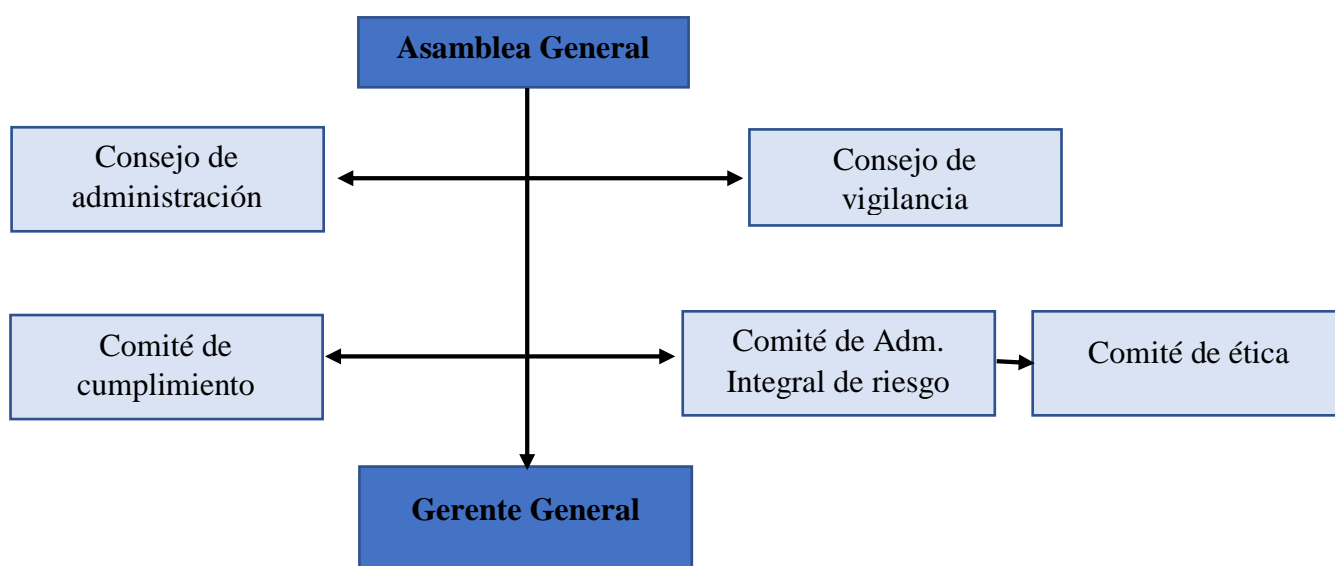 Asamblea General
Consejo de
administración
Consejo de
vigilancia
Comité de
cumplimiento
Comité de Adm.
Integral de riesgo
Comité de ética
Gerente General